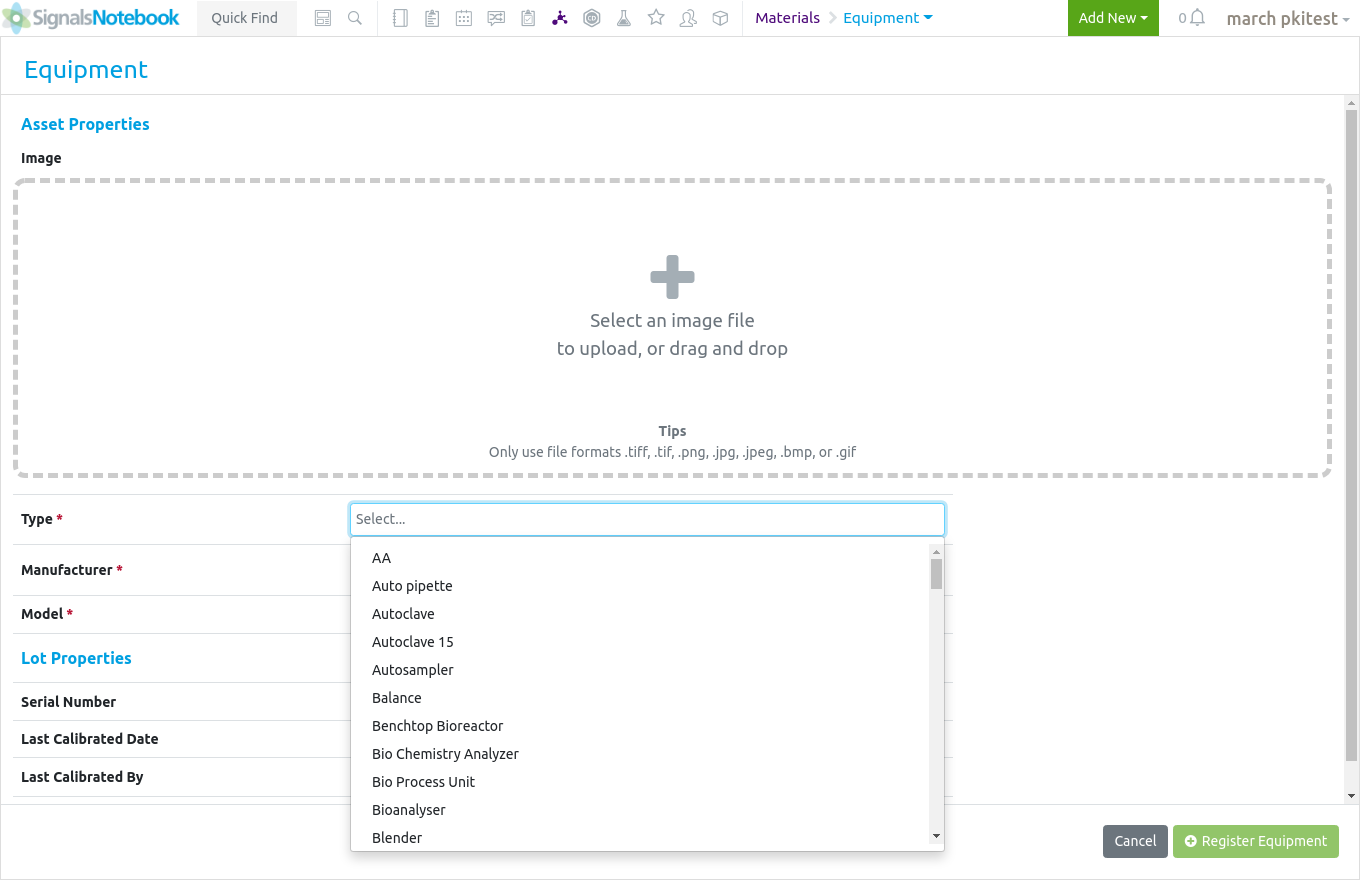 SignalsNotebook Quick Find Materials Equipment Add New 0 march pkitest
Equipment
Asset Properties
Image
Select an image file
to upload, or drag and drop
Tips
Only use file formats .tiff, .tif, .png, .jpg, .jpeg, .bmp, or .gif
Type * Select...
AA
Auto pipette
Manufacturer *
Autoclave
Model *
Autoclave 15
Lot Properties
Autosampler
Balance
Serial Number
Benchtop Bioreactor
Last Calibrated Date
Bio Chemistry Analyzer
Last Calibrated By
Bio Process Unit
Bioanalyser
Blender
Cancel Register Equipment